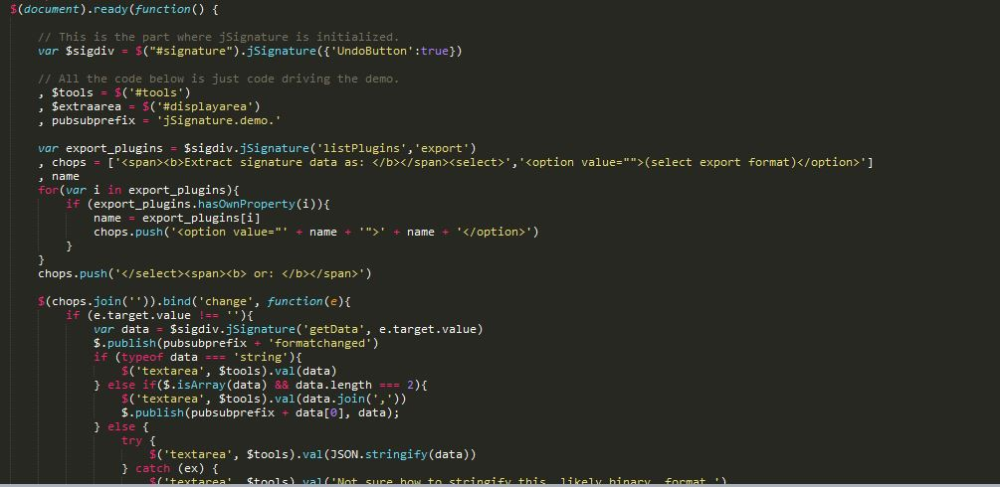 $(document).ready(function() {
// This is the part where jSignature is initialized.
var $sigdiv = $("#signature").jSignature({'UndoButton':true})
// All the code below is just code driving the demo.
, $tools = $('#tools')
, $extraarea = $('#displayarea')
, pubsubprefix = 'jSignature.demo.'
var export_plugins = $sigdiv.jSignature('listPlugins','export')
, chops = ['<span><b>Extract signature data as: </b></span><select>','<option value="">(select export format)</option>']
, name
for(var i in export_plugins){
if (export_plugins.hasOwnProperty(i)){
name = export_plugins[i]
chops.push('<option value="' + name + '">' + name + '</option>')
}
}
chops.push('</select><span><b> or: </b></span>')
$(chops.join('')).bind('change', function(e){
if (e.target.value !== ''){
var data = $sigdiv.jSignature('getData', e.target.value)
$.publish(pubsubprefix + 'formatchanged')
if (typeof data === 'string'){
$('textarea', $tools).val(data)
} else if($.isArray(data) && data.length === 2){
$('textarea', $tools).val(data.join(','))
$.publish(pubsubprefix + data[0], data);
} else {
try {
$('textarea', $tools).val(JSON.stringify(data))
} catch (ex) {
$('textarea', $tools).val('Not sure how to stringify this, likely binary, format.')